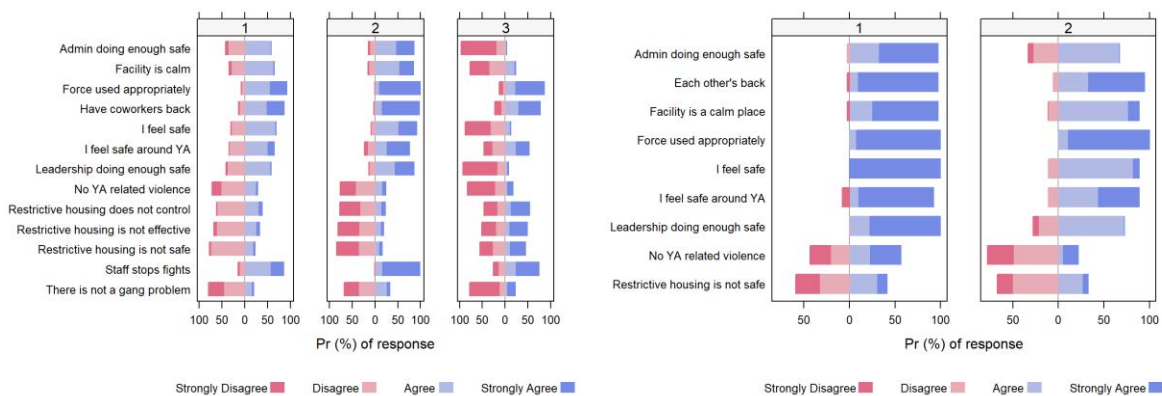 1 2 3
Admin doing enough safe
Facility is calm
Force used appropriately
Have coworkers back
I feel safe
I feel safe around YA
Leadership doing enough safe
No YA related violence
Restrictive housing does not control
Restrictive housing is not effective
Restrictive housing is not safe
Staff stops fights
There is not a gang problem
100 50 0 50 100 100 50 0 50 100 100 50 0 50 100
Pr (%) of response
Strongly Disagree Disagree Agree Strongly Agree
1 2
Admin doing enough safe
Each other's back
Facility is a calm place
Force used appropriately
I feel safe
I feel safe around YA
Leadership doing enough safe
No YA related violence
Restrictive housing is not safe
50 0 50 100 50 0 50 100
Pr (%) of response
Strongly Disagree Disagree Agree Strongly Agree